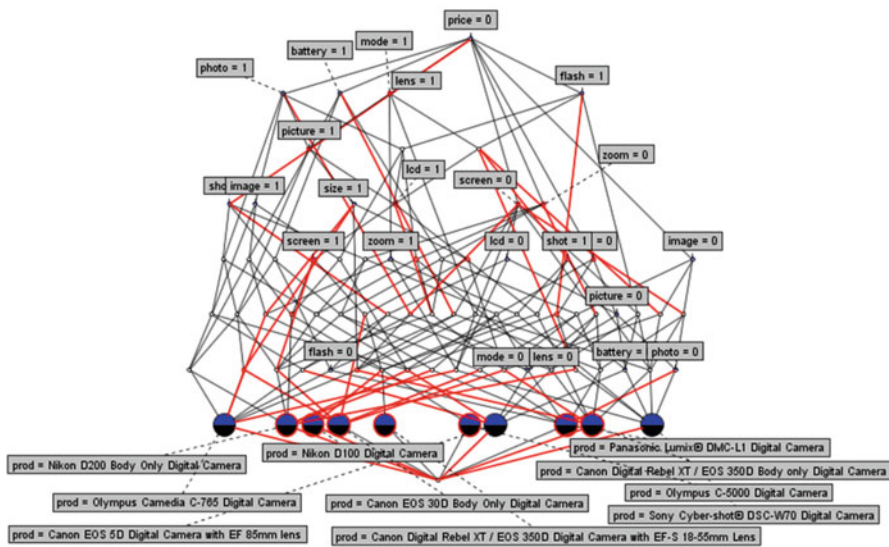 price = 0
mode = 1
battery = 1
photo = 1
lens = 1
flash = 1
picture = 1
zoom = 0
lcd = 1
screen = 0
image = 1
size = 1
screen = 1
zoom = 1
lcd = 0
shot = 1
= 0
image = 0
picture = 0
flash = 0
mode = 0
lens = 0
battery =
photo = 0
prod = Nikon D200 Body Only Digital Camera
prod = Nikon D100 Digital Camera
prod = Panasonic Lumix® DMC-L1 Digital Camera
prod = Canon Digital Rebel XT / EOS 350D Body only Digital Camera
prod = Olympus Camedia C-765 Digital Camera
prod = Canon EOS 30D Body Only Digital Camera
prod = Olympus C-5000 Digital Camera
prod = Sony Cyber-shot® DSC-W70 Digital Camera
prod = Canon EOS 5D Digital Camera with EF 85mm lens
prod = Canon Digital Rebel XT / EOS 350D Digital Camera with EF-S 18-55mm Lens